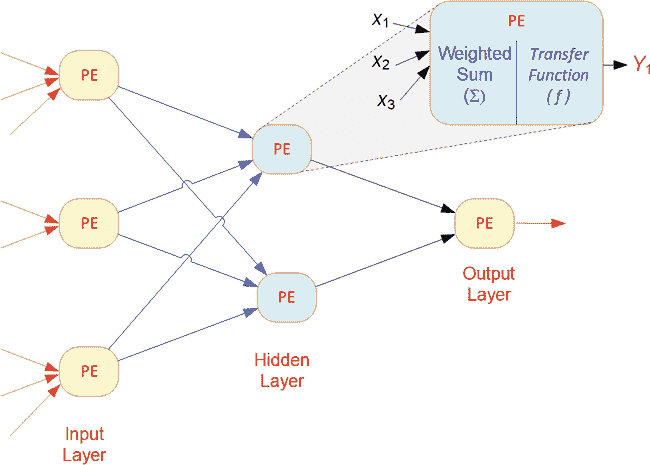 PE
X1
X2
X3
PE
Weighted
Sum
(Σ)
Transfer
Function
(f)
Y1
PE
PE
PE
PE
PE
PE
Output
Layer
Hidden
Layer
Input
Layer